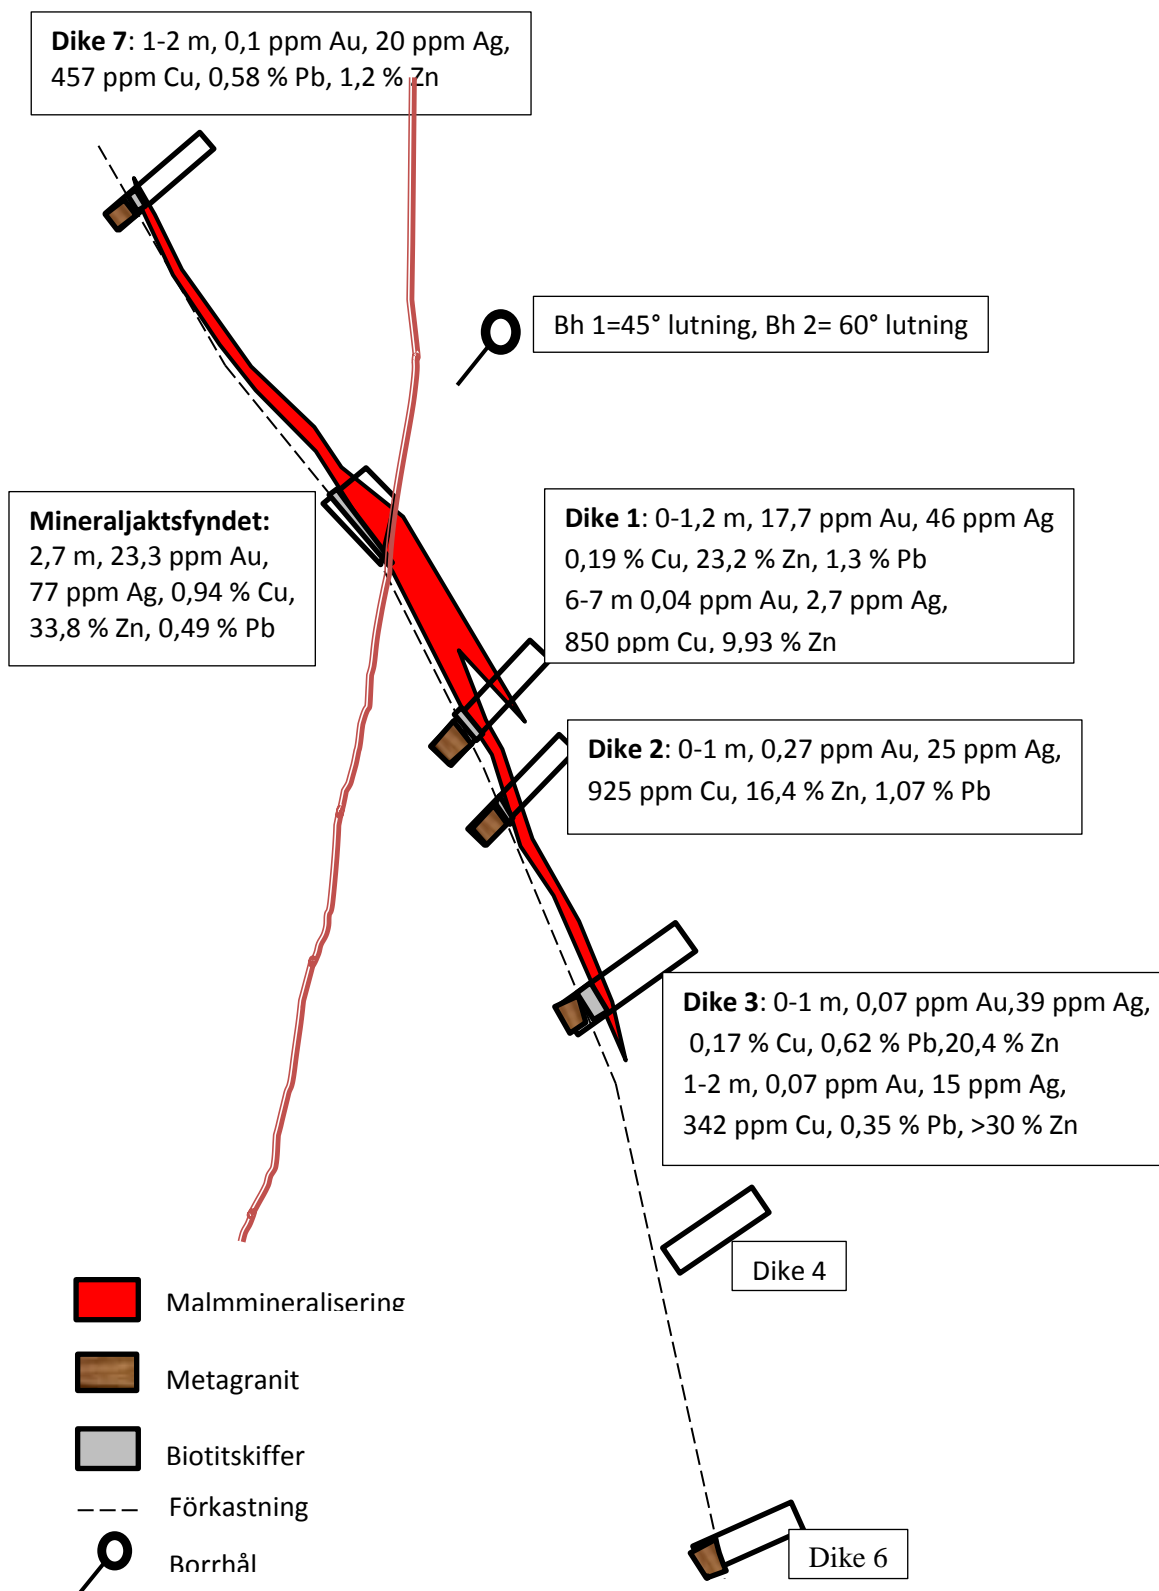 Dike 7: 1-2 m, 0,1 ppm Au, 20 ppm Ag,
457 ppm Cu, 0,58 % Pb, 1,2 % Zn
Bh 1=45° lutning, Bh 2= 60° lutning
Mineraljaktsfyndet:
2,7 m, 23,3 ppm Au,
77 ppm Ag, 0,94 % Cu,
33,8 % Zn, 0,49 % Pb
Dike 1: 0-1,2 m, 17,7 ppm Au, 46 ppm Ag
0,19 % Cu, 23,2 % Zn, 1,3 % Pb
6-7 m 0,04 ppm Au, 2,7 ppm Ag,
850 ppm Cu, 9,93 % Zn
Dike 2: 0-1 m, 0,27 ppm Au, 25 ppm Ag,
925 ppm Cu, 16,4 % Zn, 1,07 % Pb
Dike 3: 0-1 m, 0,07 ppm Au,39 ppm Ag,
0,17 % Cu, 0,62 % Pb,20,4 % Zn
1-2 m, 0,07 ppm Au, 15 ppm Ag,
342 ppm Cu, 0,35 % Pb, >30 % Zn
Dike 4
Malmmineralisering
Metagranit
Biotitskiffer
Förkastning
Borrhål
Dike 6